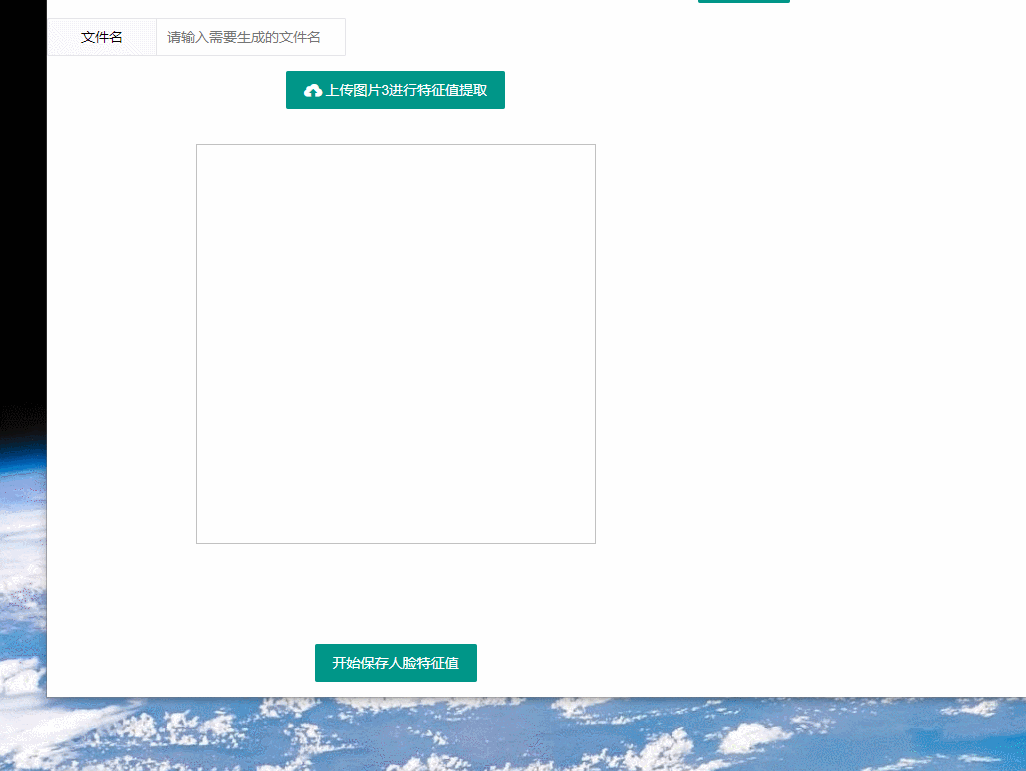 文件名
请输入需要生成的文件名
上传图片3进行特征值提取
开始保存人脸特征值